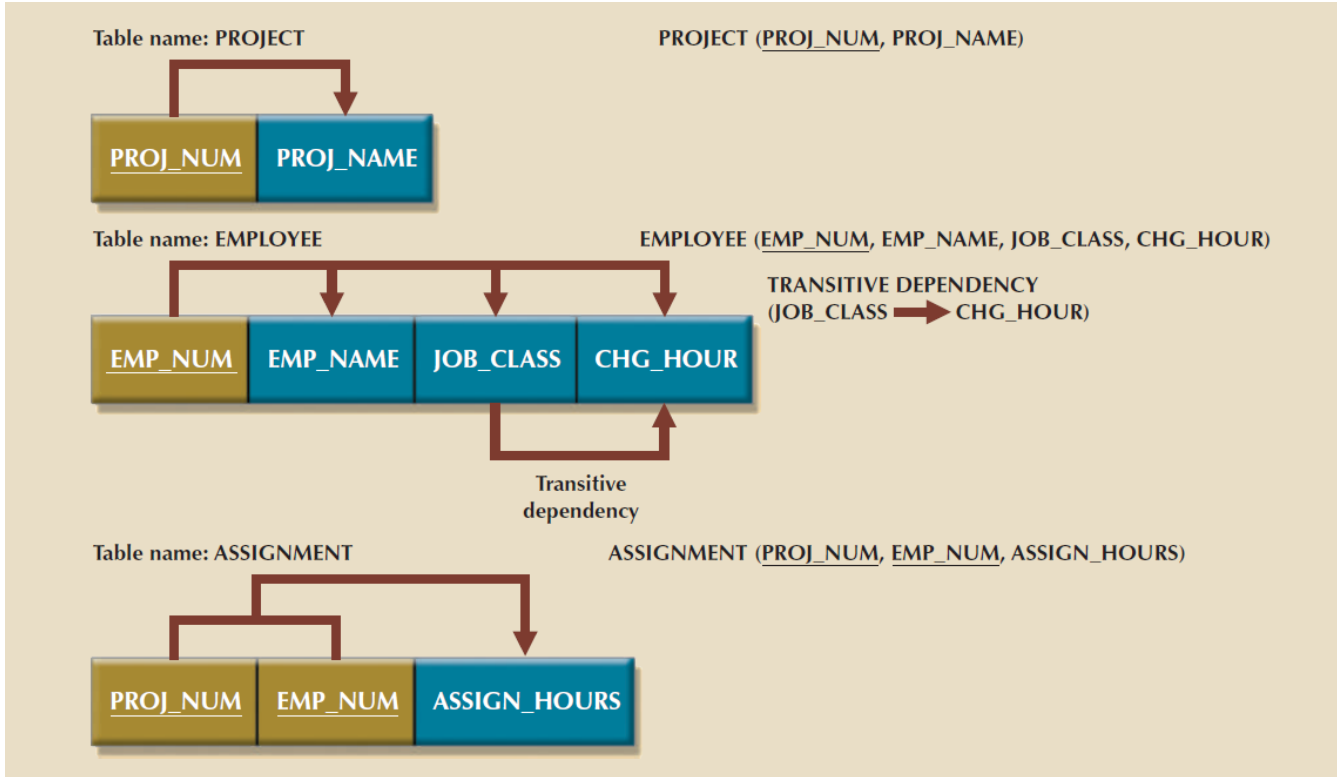 Table name: PROJECT
PROJECT (PROJ_NUM, PROJ_NAME)
PROJ_NUM
PROJ_NAME
Table name: EMPLOYEE
EMPLOYEE (EMP_NUM, EMP_NAME, JOB_CLASS, CHG_HOUR)
TRANSITIVE DEPENDENCY
(JOB_CLASS CHG_HOUR)
EMP_NUM
EMP_NAME
JOB_CLASS
CHG_HOUR
Transitive
dependency
Table name: ASSIGNMENT
ASSIGNMENT (PROJ_NUM, EMP_NUM, ASSIGN_HOURS)
PROJ_NUM
EMP_NUM
ASSIGN_HOURS